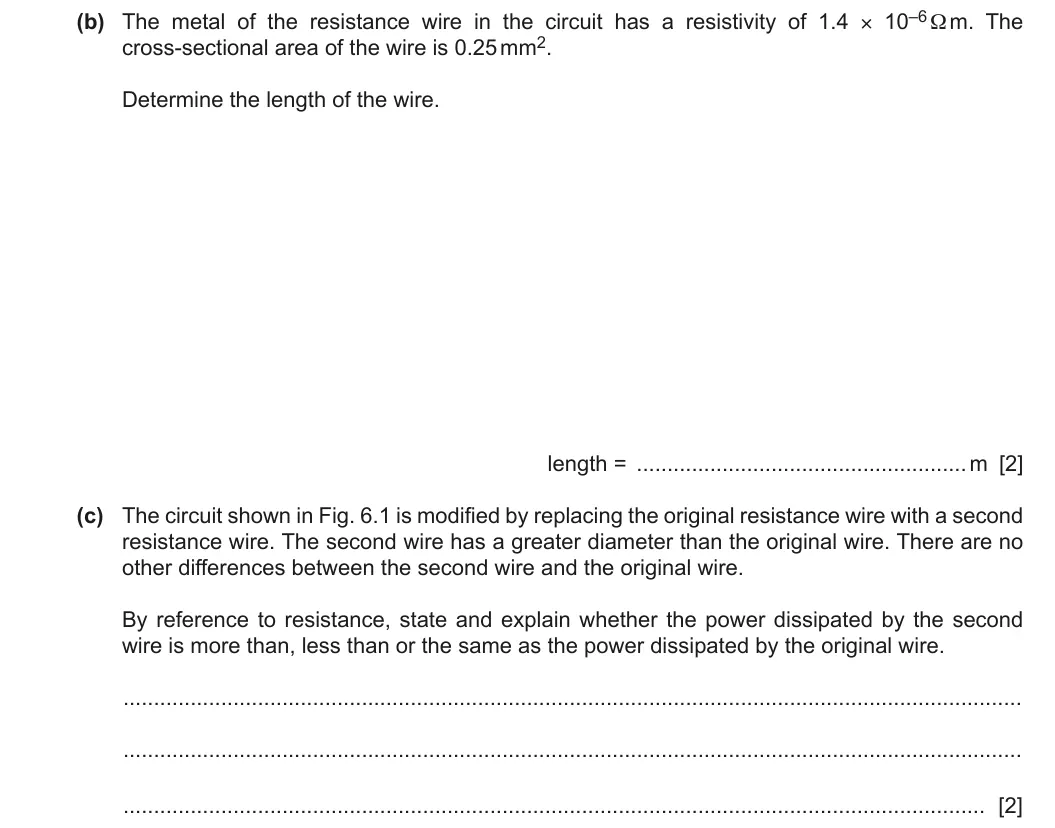 (b) The metal of the resistance wire in the circuit has a resistivity of 1.4 × 10⁻⁶ Ωm. The
cross-sectional area of the wire is 0.25 mm².
Determine the length of the wire.
length = ...................................................... m [2]
(c) The circuit shown in Fig. 6.1 is modified by replacing the original resistance wire with a second
resistance wire. The second wire has a greater diameter than the original wire. There are no
other differences between the second wire and the original wire.
By reference to resistance, state and explain whether the power dissipated by the second
wire is more than, less than or the same as the power dissipated by the original wire.
...................................................................................................................................................
...................................................................................................................................................
............................................................................................................................................. [2]